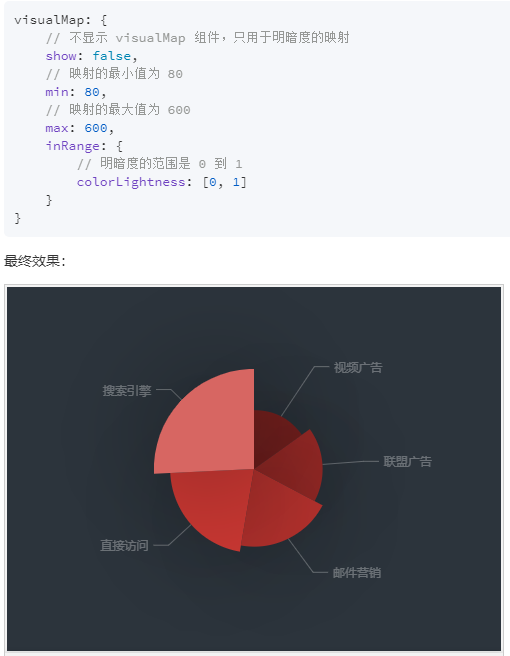 visualMap: {
    // 不显示 visualMap 组件，只用于明暗度的映射
    show: false,
    // 映射的最小值为 80
    min: 80,
    // 映射的最大值为 600
    max: 600,
    inRange: {
        // 明暗度的范围是 0 到 1
        colorLightness: [0, 1]
    }
}
最终效果：
视频广告
搜索引擎
联盟广告
直接访问
邮件营销